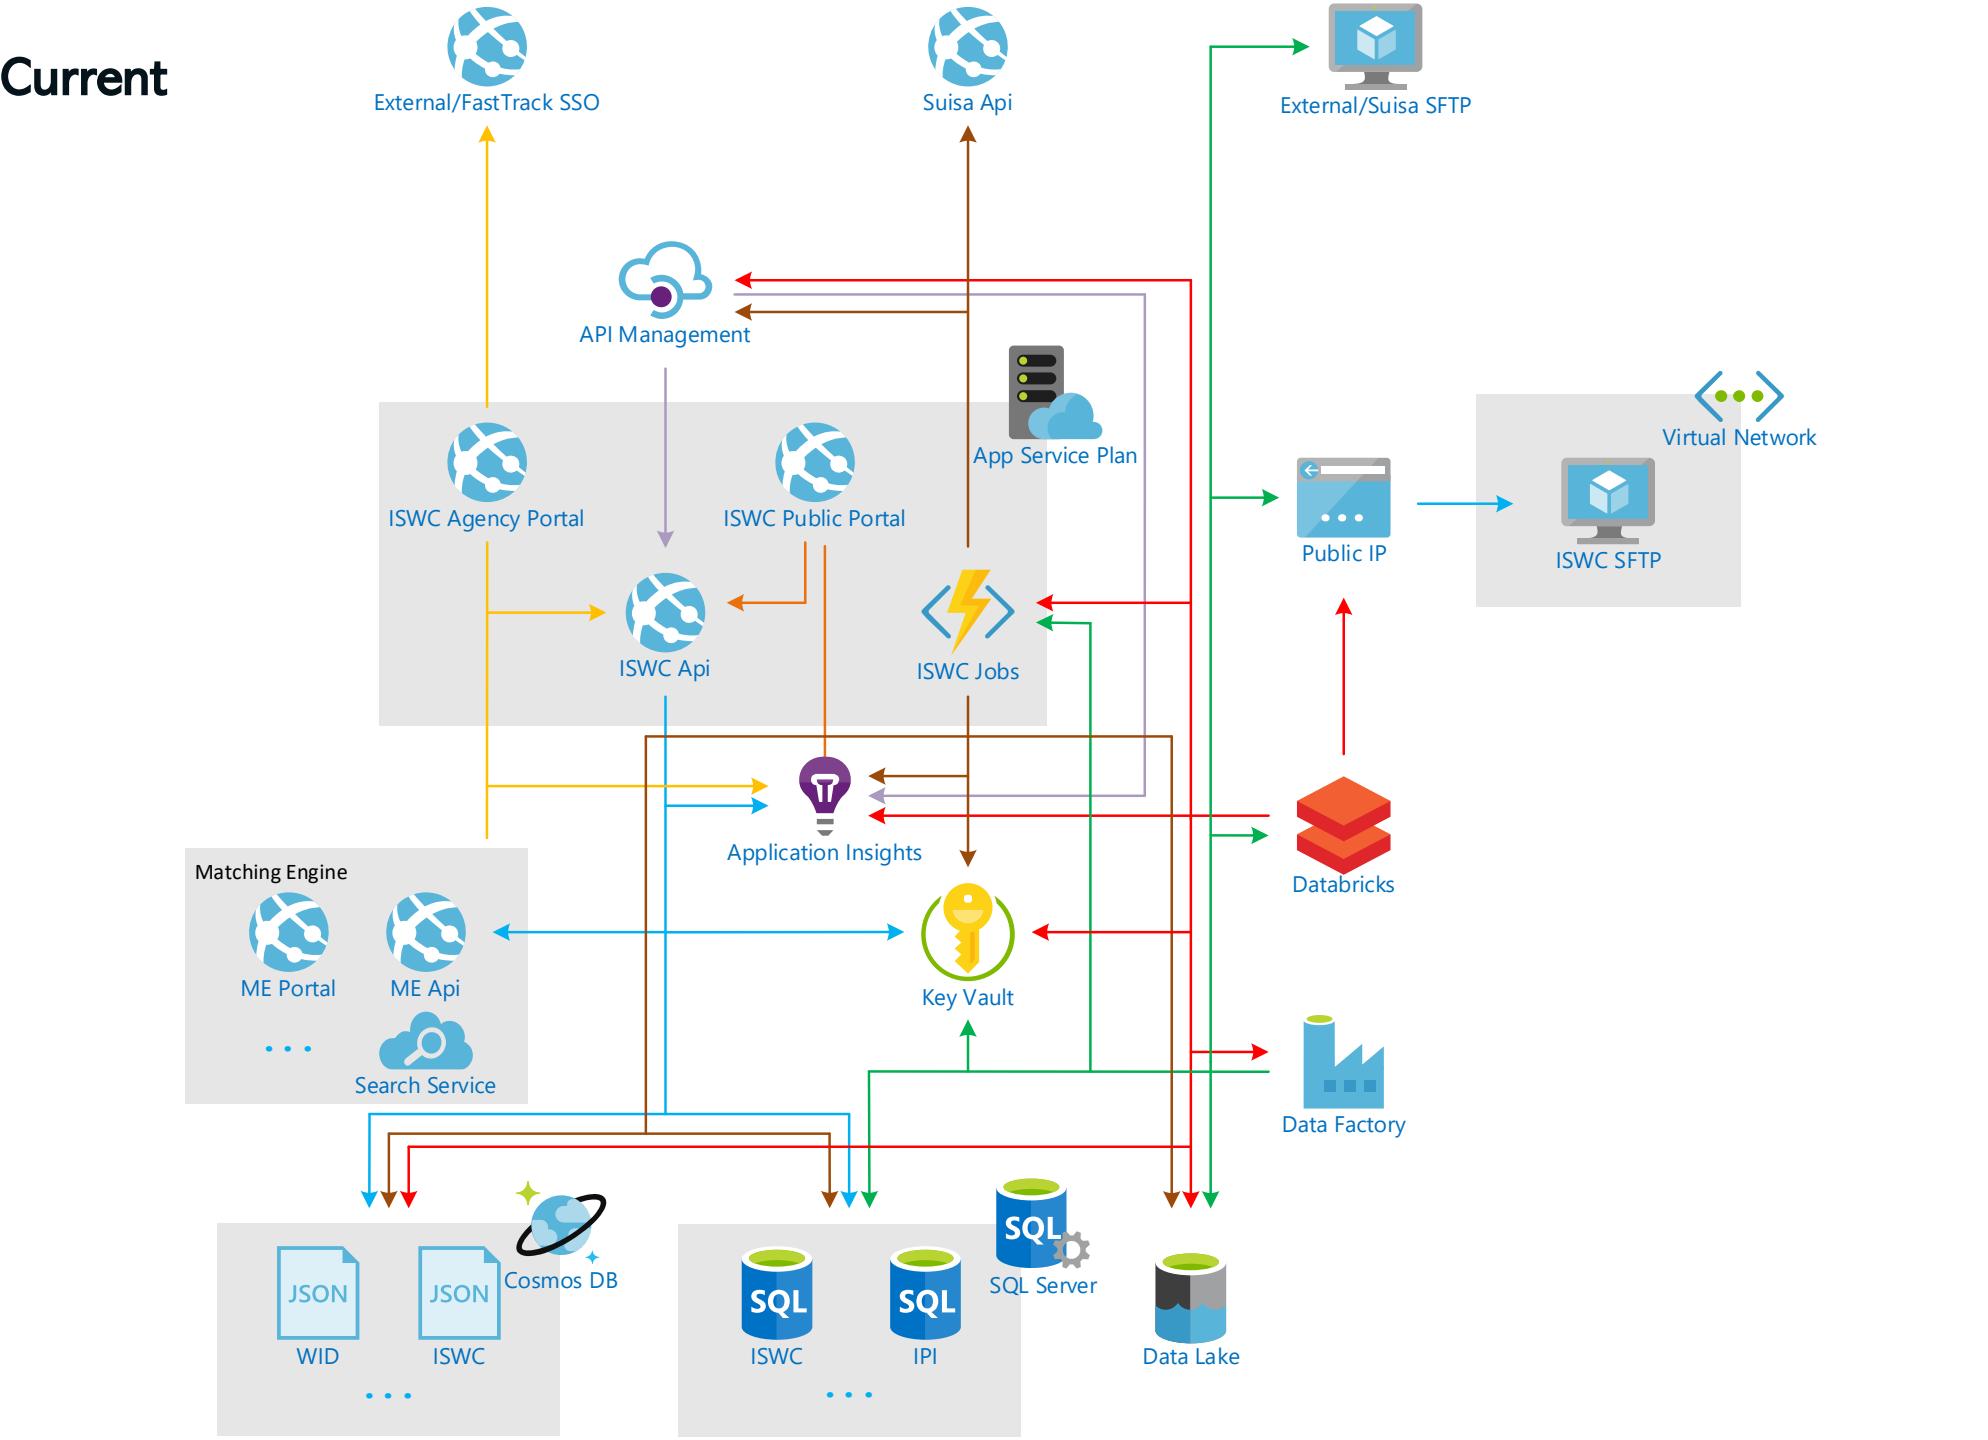 Current
External/FastTrack SSO
Suisa Api
External/Suisa SFTP
API Management
App Service Plan
Virtual Network
ISWC Agency Portal
ISWC Public Portal
Public IP
ISWC SFTP
ISWC Api
ISWC Jobs
Application Insights
Databricks
Matching Engine
ME Portal
ME Api
Key Vault
Search Service
Data Factory
Cosmos DB
SQL
SQL Server
JSON
JSON
SQL
SQL
WID
ISWC
ISWC
IPI
Data Lake